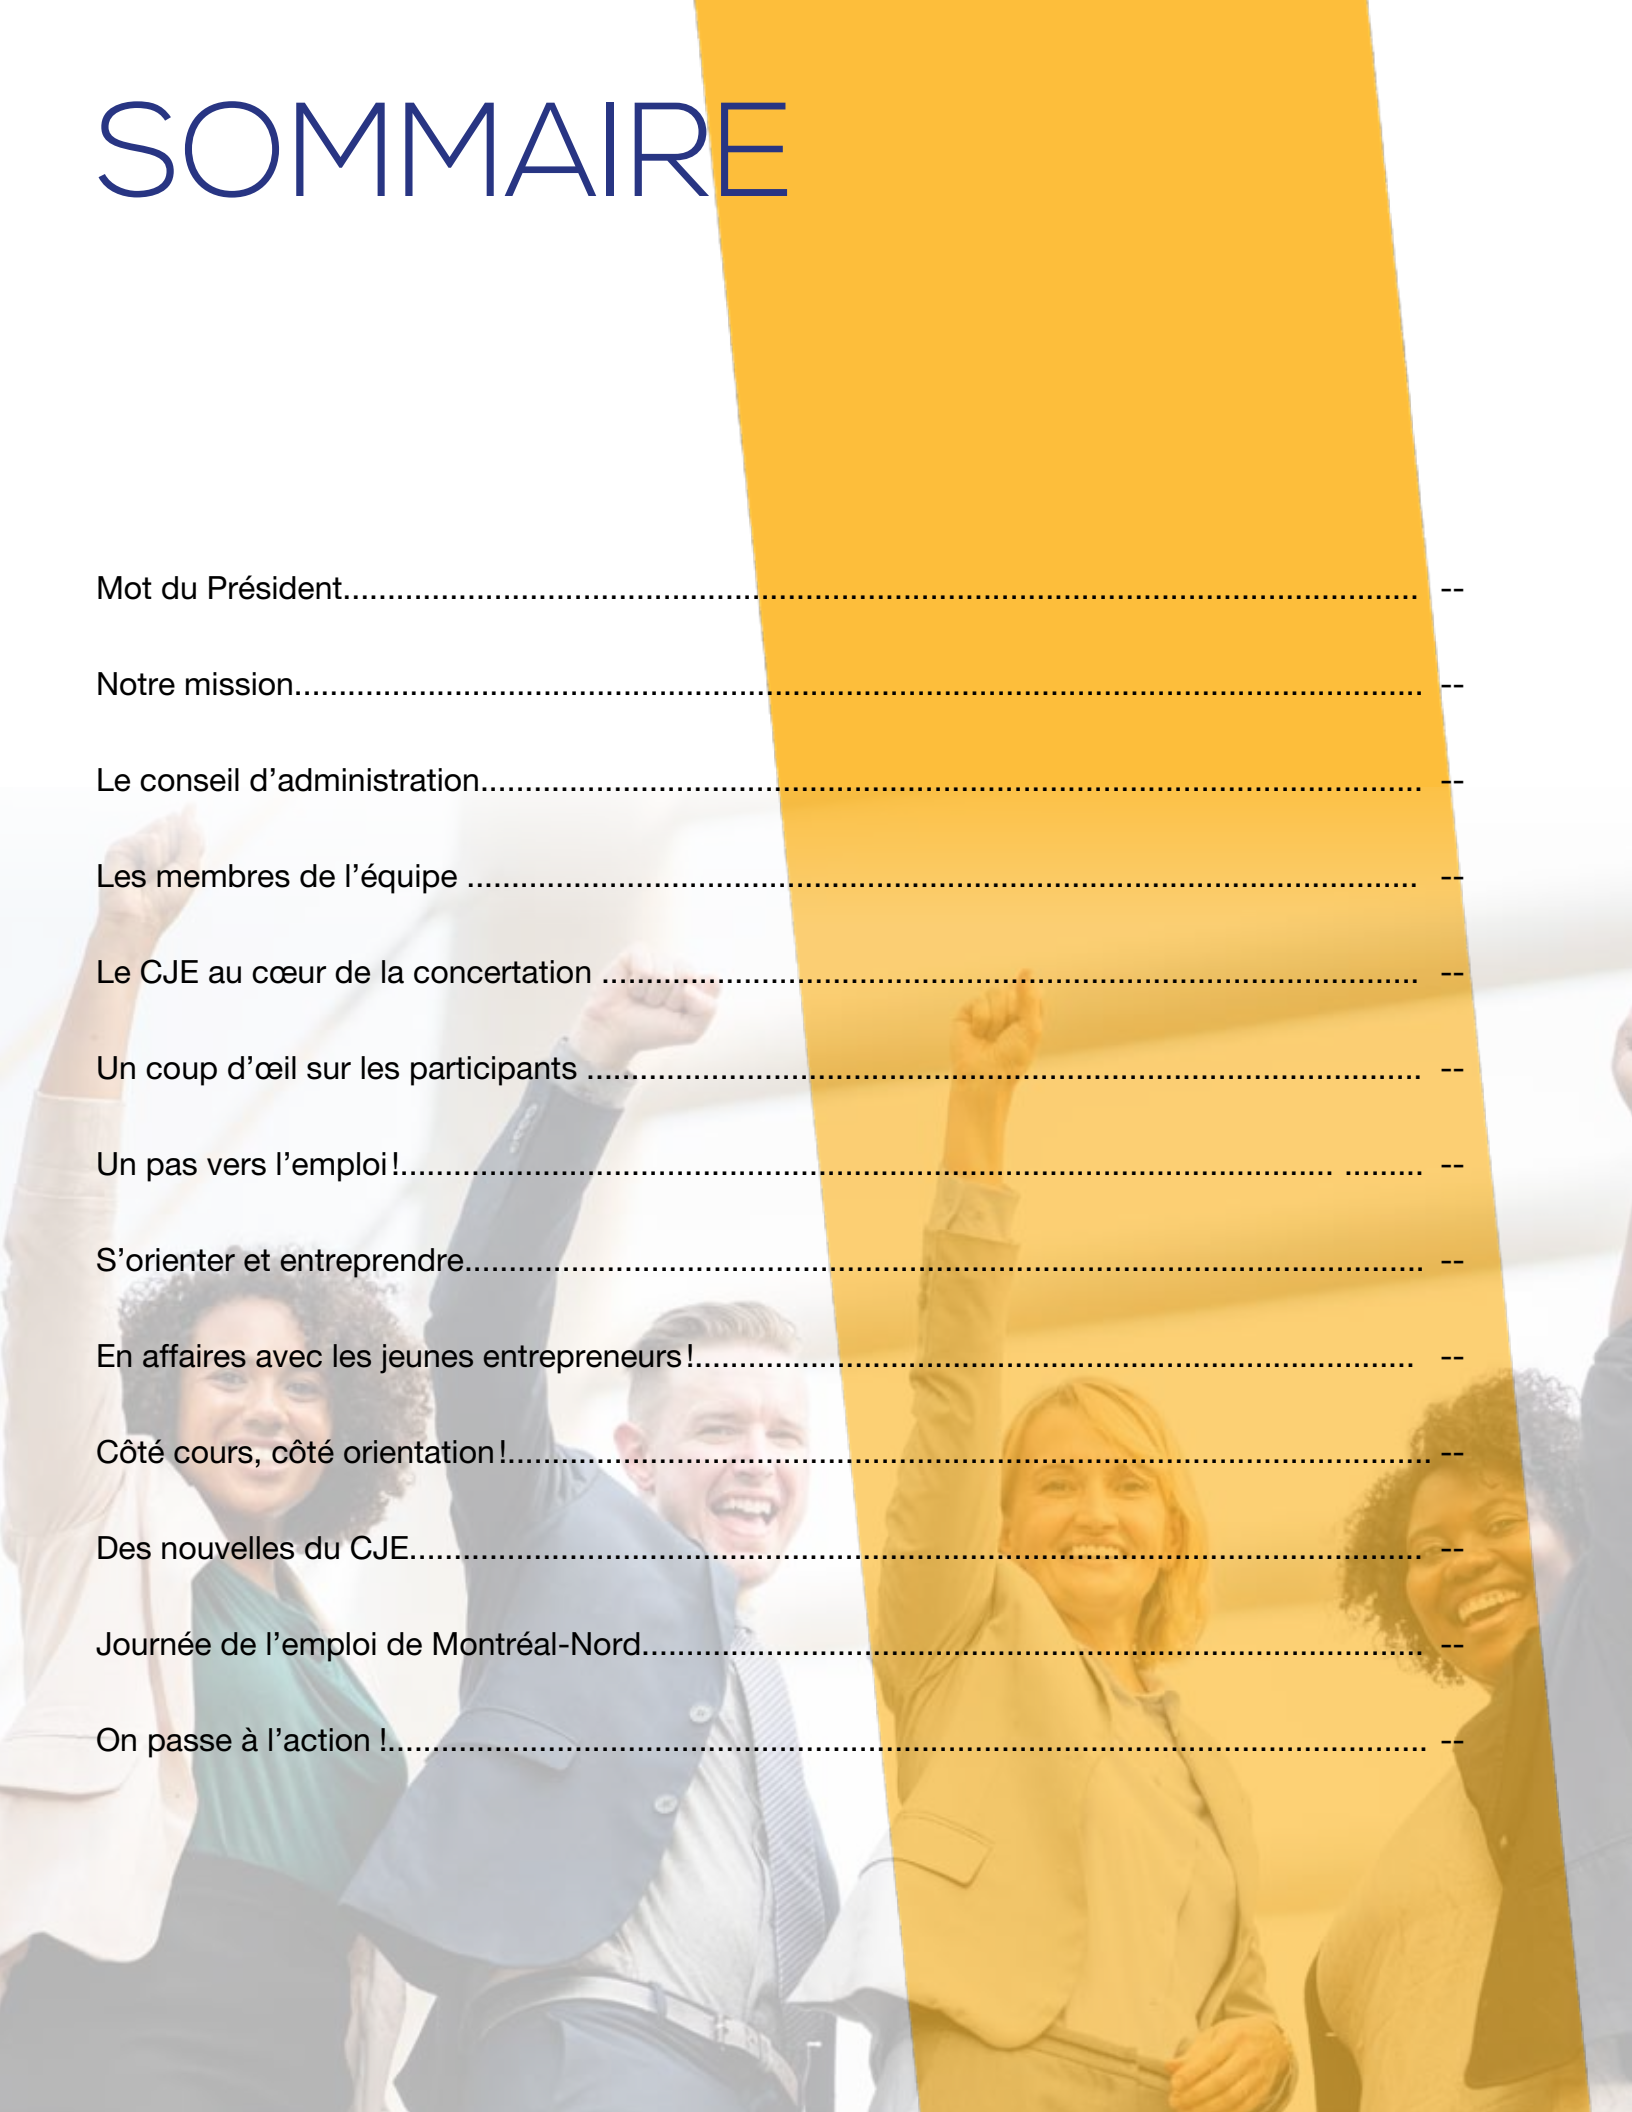 SOMMAIRE
Mot du Président........................................................................................................................ --
Notre mission.............................................................................................................................. --
Le conseil d’administration......................................................................................................... --
Les membres de l’équipe .......................................................................................................... --
Le CJE au cœur de la concertation ........................................................................................... --
Un coup d’œil sur les participants ............................................................................................. --
Un pas vers l’emploi !........................................................................................................ ......... --
S’orienter et entreprendre........................................................................................................... --
En affaires avec les jeunes entrepreneurs !................................................................................ --
Côté cours, côté orientation !....................................................................................................... --
Des nouvelles du CJE................................................................................................................. --
Journée de l’emploi de Montréal-Nord....................................................................................... --
On passe à l’action !.................................................................................................................... --